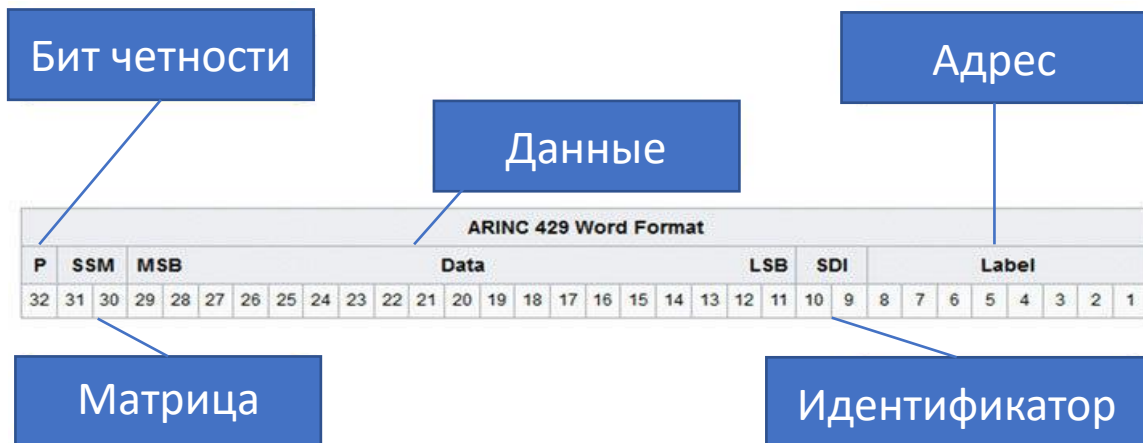 Бит четности
Адрес
Данные
ARINC 429 Word Format
P SSM MSB Data LSB SDI Label
32 31 30 29 28 27 26 25 24 23 22 21 20 19 18 17 16 15 14 13 12 11 10 9 8 7 6 5 4 3 2 1
Матрица
Идентификатор